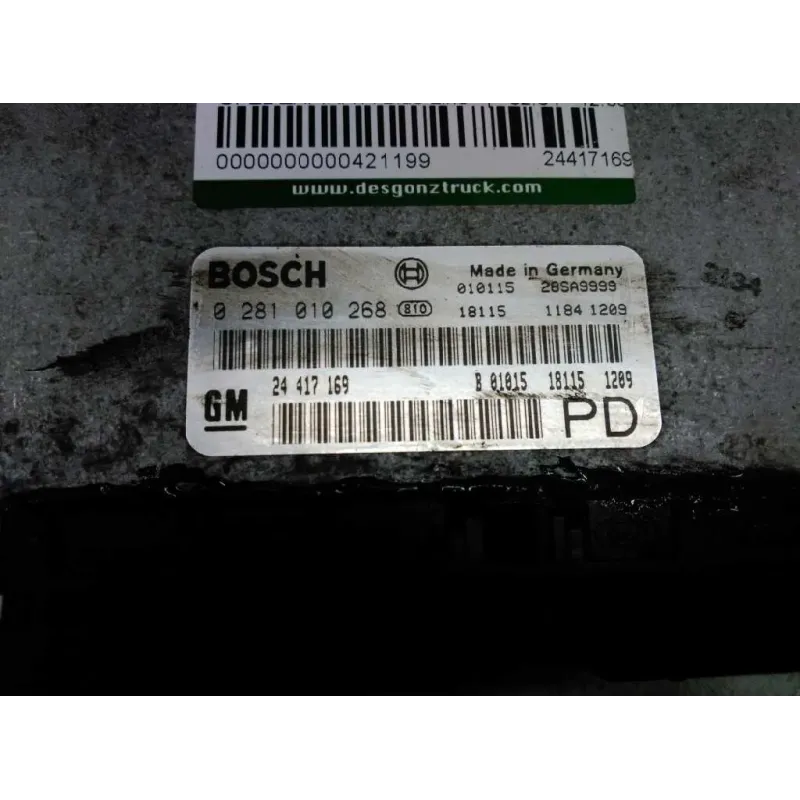 0000000000421199 24417169
www.desgonztruck.com
BOSCH Made in Germany
010115 28SA9999
0 281 010 268 810 18115 1184 1209
24 417 169 B 01015 18115 1209
GM PD